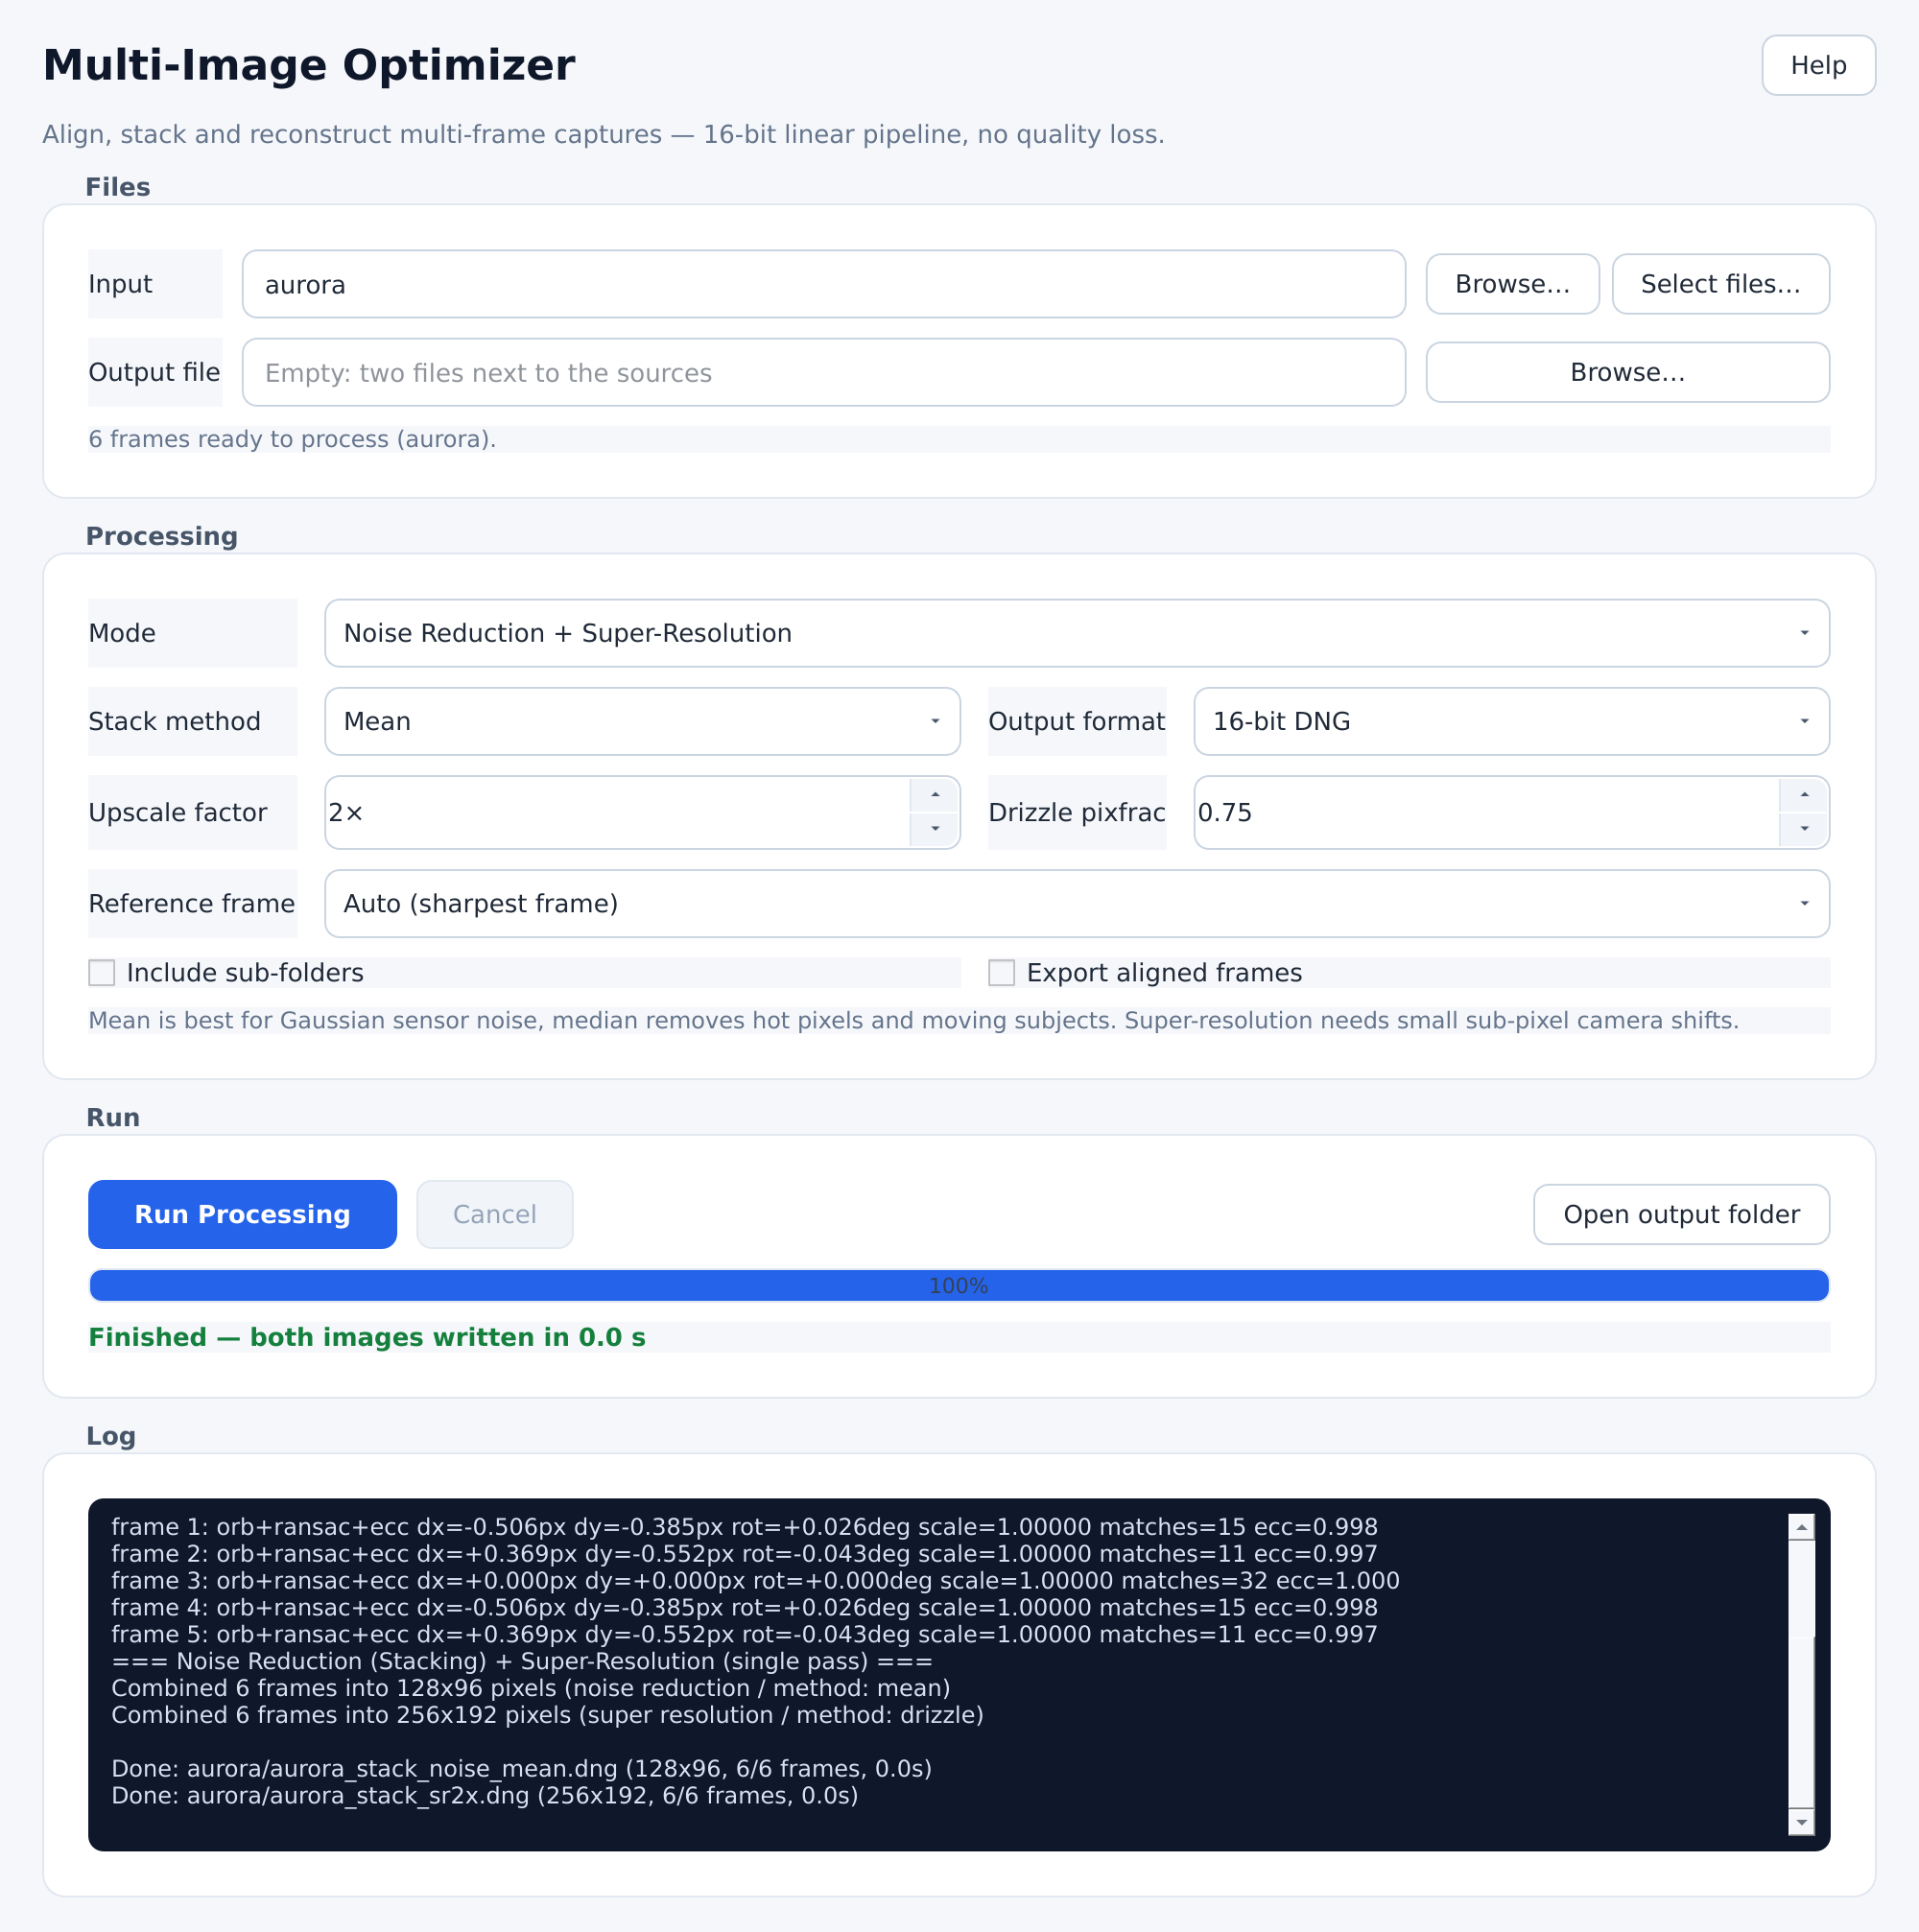 Multi-Image Optimizer
Help
Align, stack and reconstruct multi-frame captures — 16-bit linear pipeline, no quality loss.
Files
Input aurora Browse... Select files...
Output file Empty: two files next to the sources Browse...
6 frames ready to process (aurora).
Processing
Mode Noise Reduction + Super-Resolution
Stack method Mean Output format 16-bit DNG
Upscale factor 2× Drizzle pixfrac 0.75
Reference frame Auto (sharpest frame)
Include sub-folders Export aligned frames
Mean is best for Gaussian sensor noise, median removes hot pixels and moving subjects. Super-resolution needs small sub-pixel camera shifts.
Run
Run Processing Cancel Open output folder
100%
Finished — both images written in 0.0 s
Log
frame 1: orb+ransac+ecc dx=-0.506px dy=-0.385px rot=+0.026deg scale=1.00000 matches=15 ecc=0.998
frame 2: orb+ransac+ecc dx=+0.369px dy=-0.552px rot=-0.043deg scale=1.00000 matches=11 ecc=0.997
frame 3: orb+ransac+ecc dx=+0.000px dy=+0.000px rot=+0.000deg scale=1.00000 matches=32 ecc=1.000
frame 4: orb+ransac+ecc dx=-0.506px dy=-0.385px rot=+0.026deg scale=1.00000 matches=15 ecc=0.998
frame 5: orb+ransac+ecc dx=+0.369px dy=-0.552px rot=-0.043deg scale=1.00000 matches=11 ecc=0.997
=== Noise Reduction (Stacking) + Super-Resolution (single pass) ===
Combined 6 frames into 128x96 pixels (noise reduction / method: mean)
Combined 6 frames into 256x192 pixels (super resolution / method: drizzle)
Done: aurora/aurora_stack_noise_mean.dng (128x96, 6/6 frames, 0.0s)
Done: aurora/aurora_stack_sr2x.dng (256x192, 6/6 frames, 0.0s)